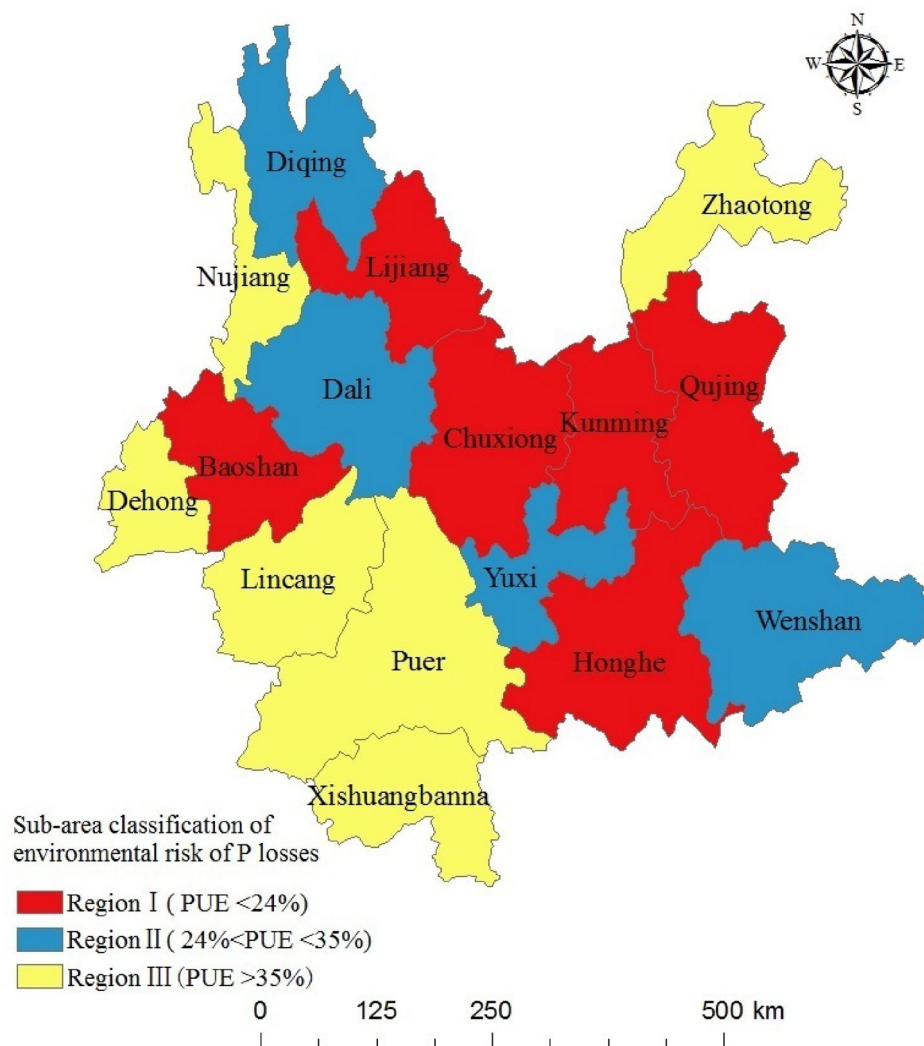 N
W E
S
Diqing
Zhaotong
Nujiang
Lijiang
Dali
Qujing
Kunming
Chuxiong
Baoshan
Dehong
Lincang
Yuxi
Wenshan
Puer
Honghe
Xishuangbanna
Sub-area classification of
environmental risk of P losses
Region Ⅰ ( PUE <24%)
Region Ⅱ ( 24%<PUE <35%)
Region Ⅲ (PUE >35%)
0 125 250 500 km